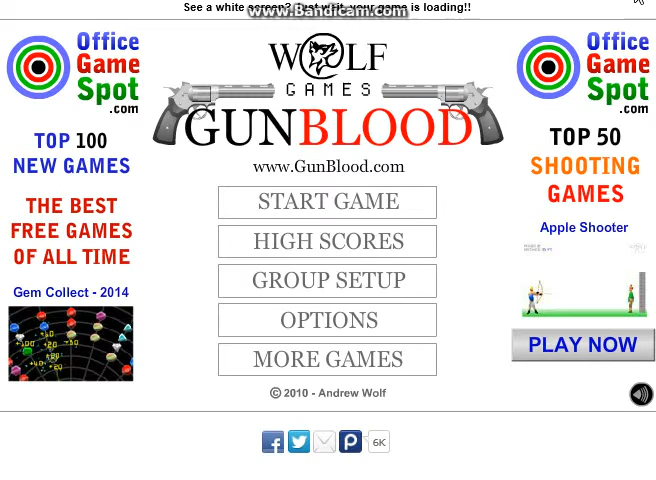 See a white screen? Just wait, your game is loading!!
www.Bandicam.com
Office
Game
Spot
.com
TOP 100
NEW GAMES
THE BEST
FREE GAMES
OF ALL TIME
Gem Collect - 2014
W@LF
GAMES
GUNBLOOD
www.GunBlood.com
START GAME
HIGH SCORES
GROUP SETUP
OPTIONS
MORE GAMES
© 2010 - Andrew Wolf
6K
Office
Game
Spot
.com
TOP 50
SHOOTING
GAMES
Apple Shooter
PLAY NOW